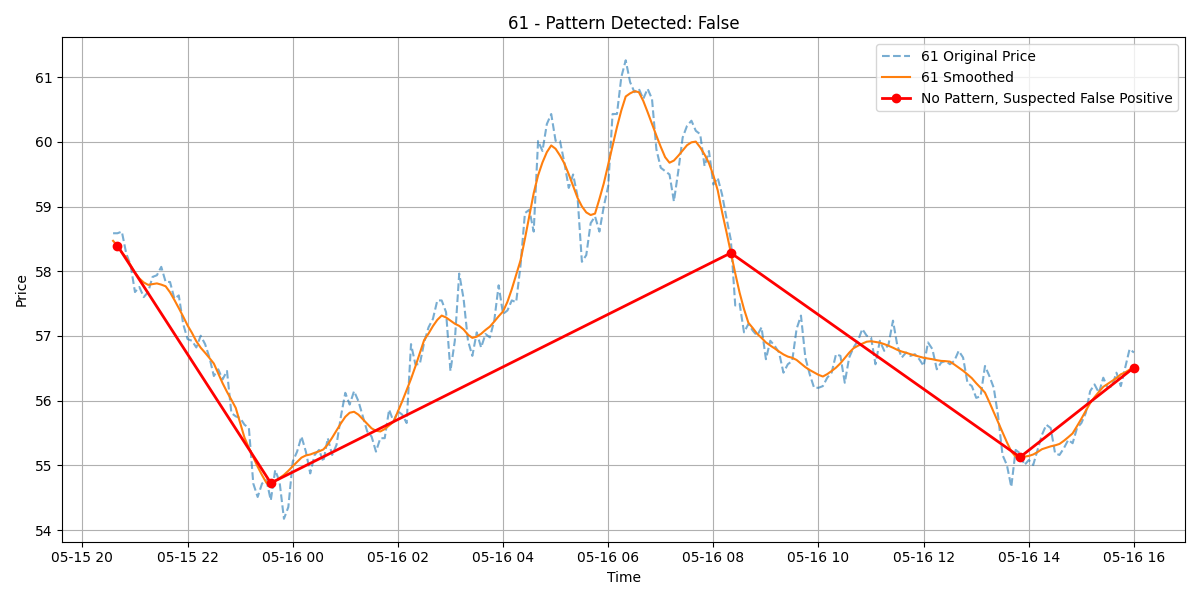 61 - Pattern Detected: False
61 Original Price
61 Smoothed
No Pattern, Suspected False Positive
Price
61
60
59
58
57
56
55
54
05-15 20 05-15 22 05-16 00 05-16 02 05-16 04 05-16 06 05-16 08 05-16 10 05-16 12 05-16 14 05-16 16
Time